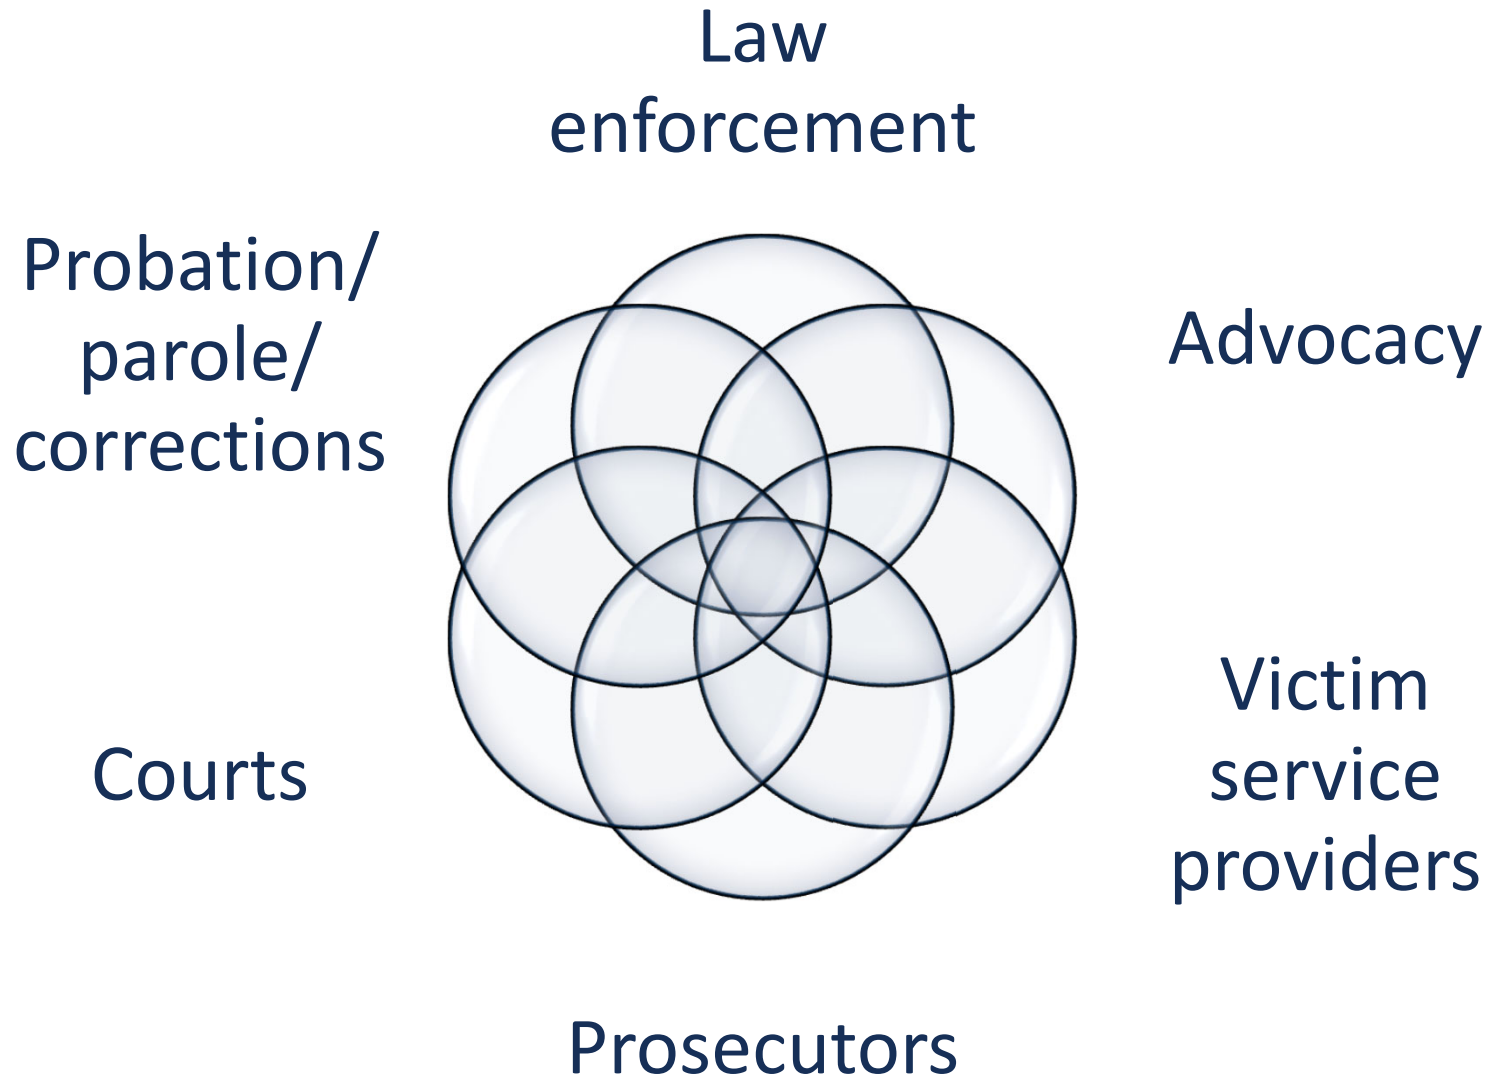 Law
enforcement
Probation/
parole/
corrections
Advocacy
Victim
service
providers
Courts
Prosecutors